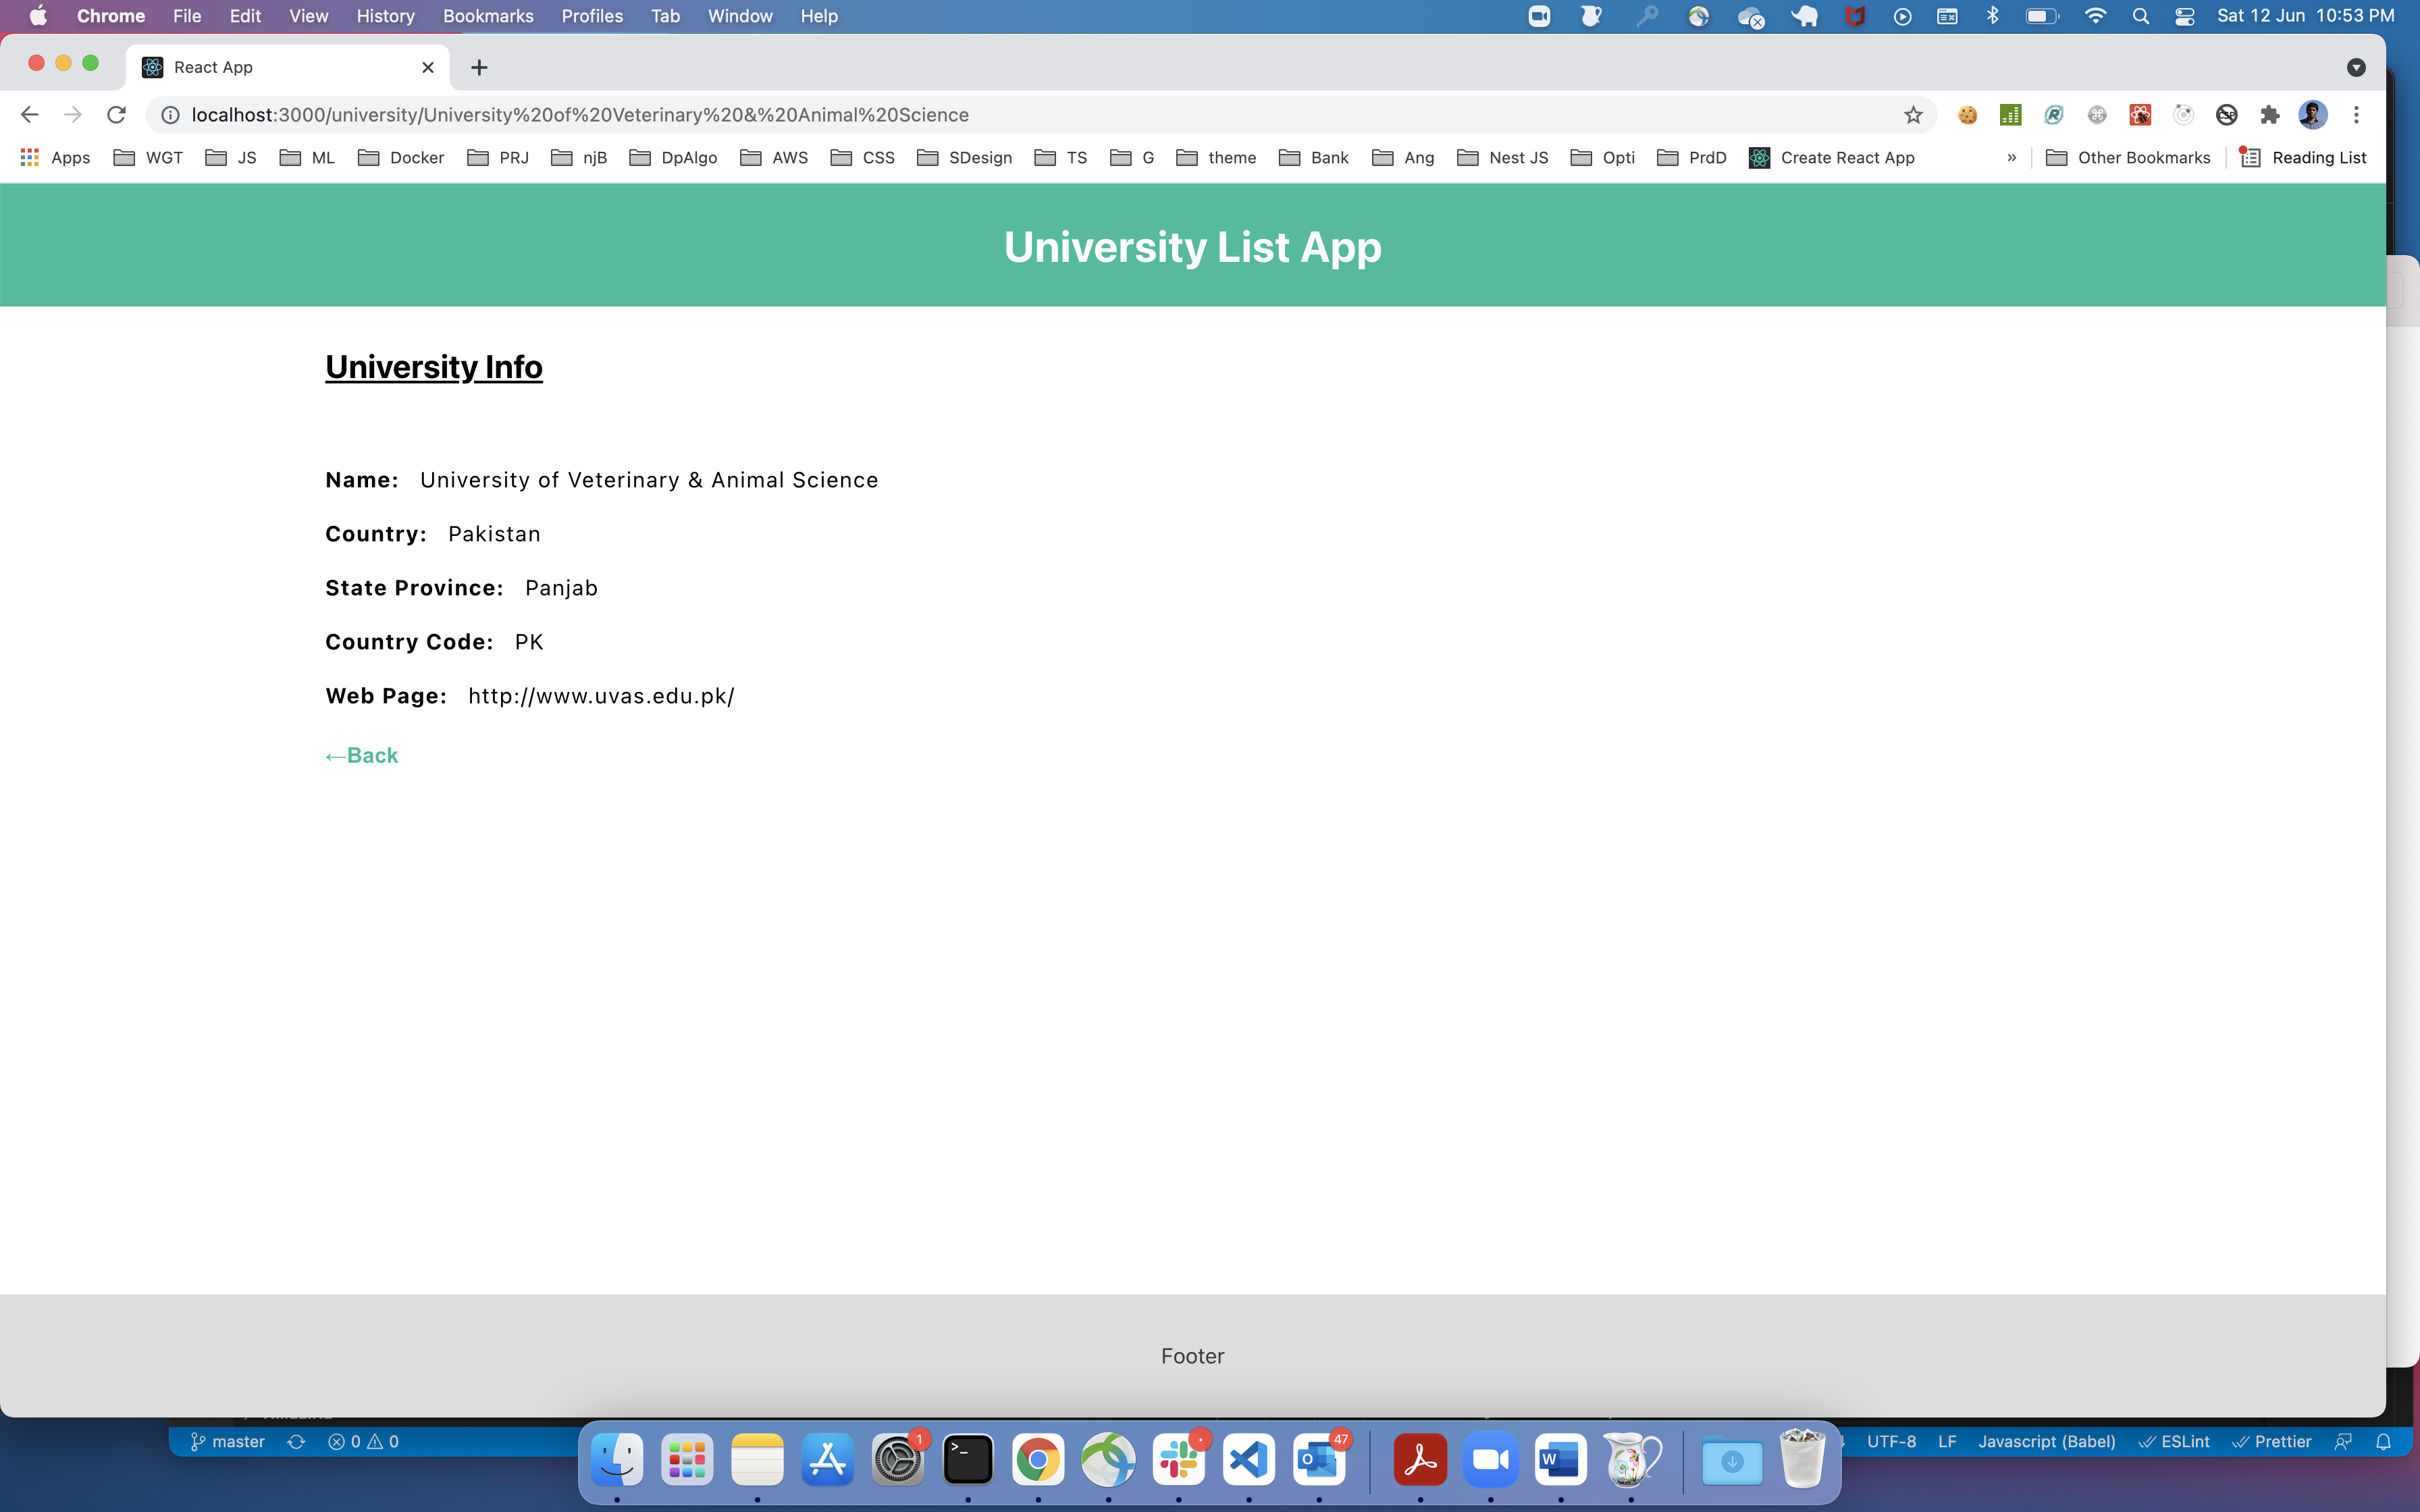 Chrome File Edit View History Bookmarks Profiles Tab Window Help Sat 12 Jun 10:53 PM
React App
localhost:3000/university/University%20of%20Veterinary%20&%20Animal%20Science
Apps WGT JS ML Docker PRJ njB DpAlgo AWS CSS SDesign TS G theme Bank Ang Nest JS Opti PrdD Create React App » Other Bookmarks Reading List
University List App
University Info
Name: University of Veterinary & Animal Science
Country: Pakistan
State Province: Panjab
Country Code: PK
Web Page: http://www.uvas.edu.pk/
←Back
Footer
master 0 0 UTF-8 LF Javascript (Babel) ESLint Prettier
1 47